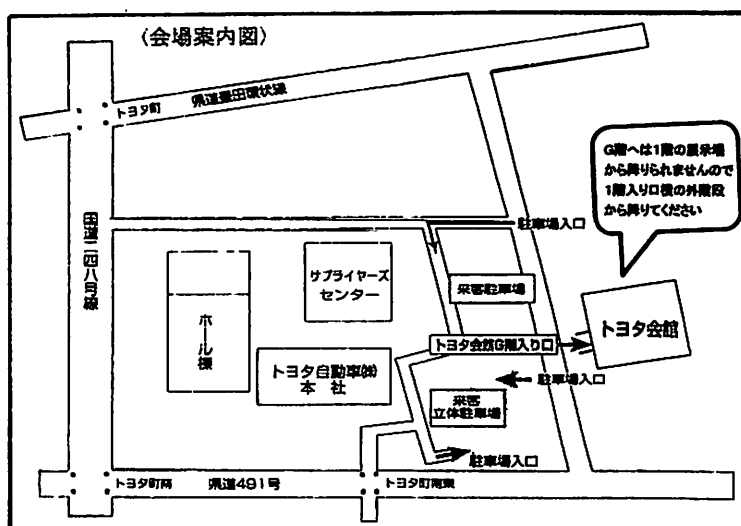 〈会場案内図〉
トヨタ町
県道豊田環状線
G階へは1階の展示場
から降りられませんので
1階入り口横の外階段
から降りてください
駐車場入口
国道二四八号線
サプライヤーズ
センター
来客駐車場
ホール棟
トヨタ会館G階入り口
トヨタ会館
トヨタ自動車㈱
本社
駐車場入口
来客
立体駐車場
駐車場入口
トヨタ町南
県道491号
トヨタ町南東